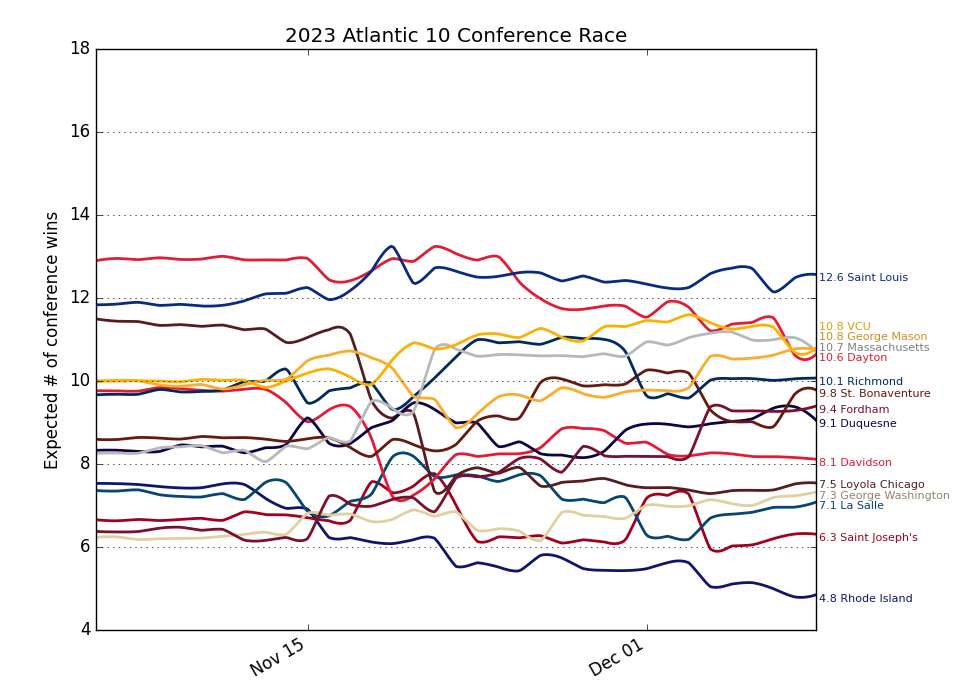 2023 Atlantic 10 Conference Race
Expected # of conference wins
18
16
14
12
10
8
6
4
Nov 15
Dec 01
12.6 Saint Louis
10.8 VCU
10.8 George Mason
10.7 Massachusetts
10.6 Dayton
10.1 Richmond
9.8 St. Bonaventure
9.4 Fordham
9.1 Duquesne
8.1 Davidson
7.5 Loyola Chicago
7.3 George Washington
7.1 La Salle
6.3 Saint Joseph's
4.8 Rhode Island